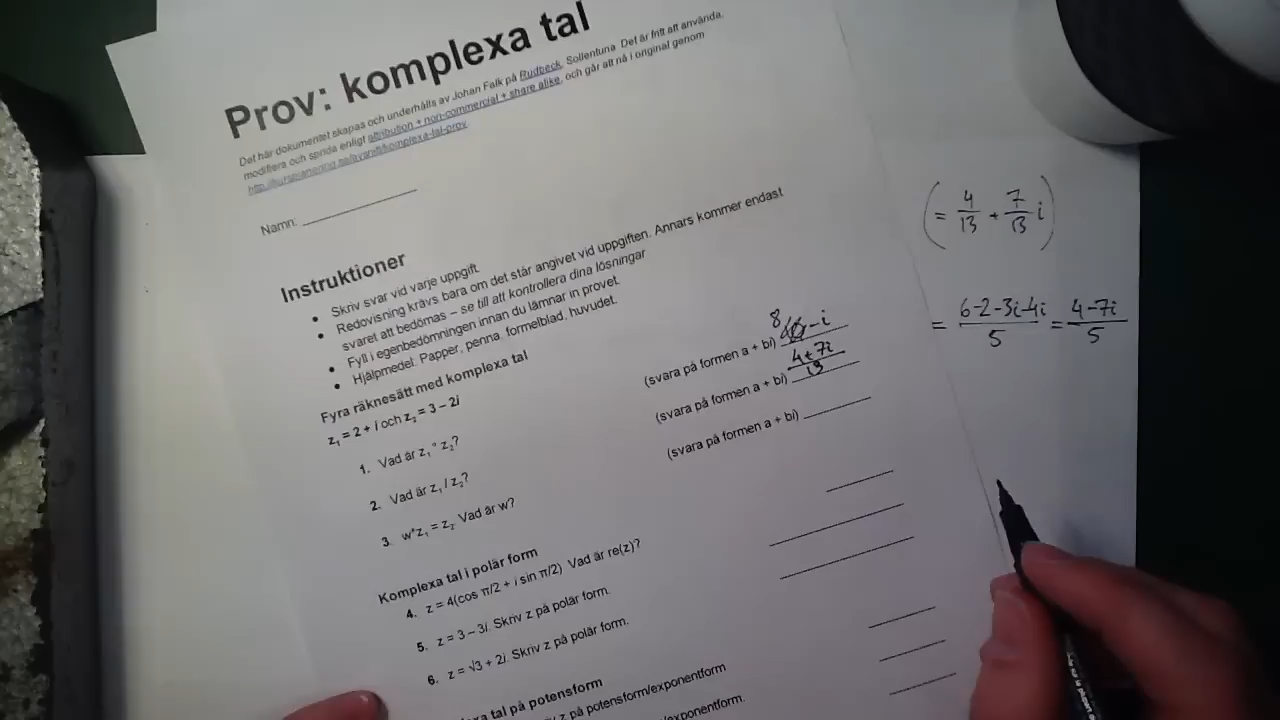 Prov: komplexa tal
Det här dokumentet skapas och underhålls av Johan Falk på Rudbeck, Sollentuna. Det är fritt att använda,
modifiera och sprida enligt attribution + non-commercial + share alike, och går att nå i original genom
Namn:
Instruktioner
Skriv svar vid varje uppgift.
Redovisning krävs bara om det står angivet vid uppgiften. Annars kommer endast
svaret att bedömas – se till att kontrollera dina lösningar
Fyll i egenbedömningen innan du lämnar in provet.
Hjälpmedel: Papper, penna, formelblad, huvudet.
Fyra räknesätt med komplexa tal
z₁ = 2 + i och z₂ = 3 – 2i
1. Vad är z₁ * z₂? (svara på formen a + bi) 8 - i
2. Vad är z₁ / z₂? (svara på formen a + bi) 4+7i / 13
3. w*z₁ = z₂. Vad är w? (svara på formen a + bi)
Komplexa tal i polär form
4. z = 4(cos π/2 + i sin π/2) Vad är re(z)?
5. z = 3 – 3i. Skriv z på polär form.
6. z = √3 + 2i. Skriv z på polär form.
xa tal på potensform
z på potensform/exponentform
/exponentform.
(= 4/13 + 7/13 i)
= 6-2-3i-4i / 5 = 4-7i / 5